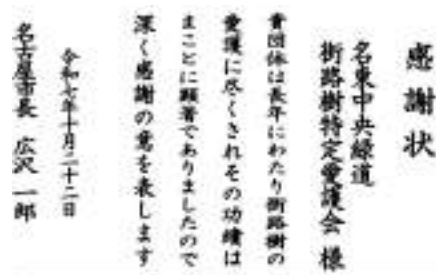 感謝状
名東中央緑道
街路樹特定愛護会 様
貴団体は長年にわたり街路樹の
愛護に尽くされその功績は
まことに顕著でありましたので
深く感謝の意を表します
令和七年十月二十二日
名古屋市長 広沢 一郎